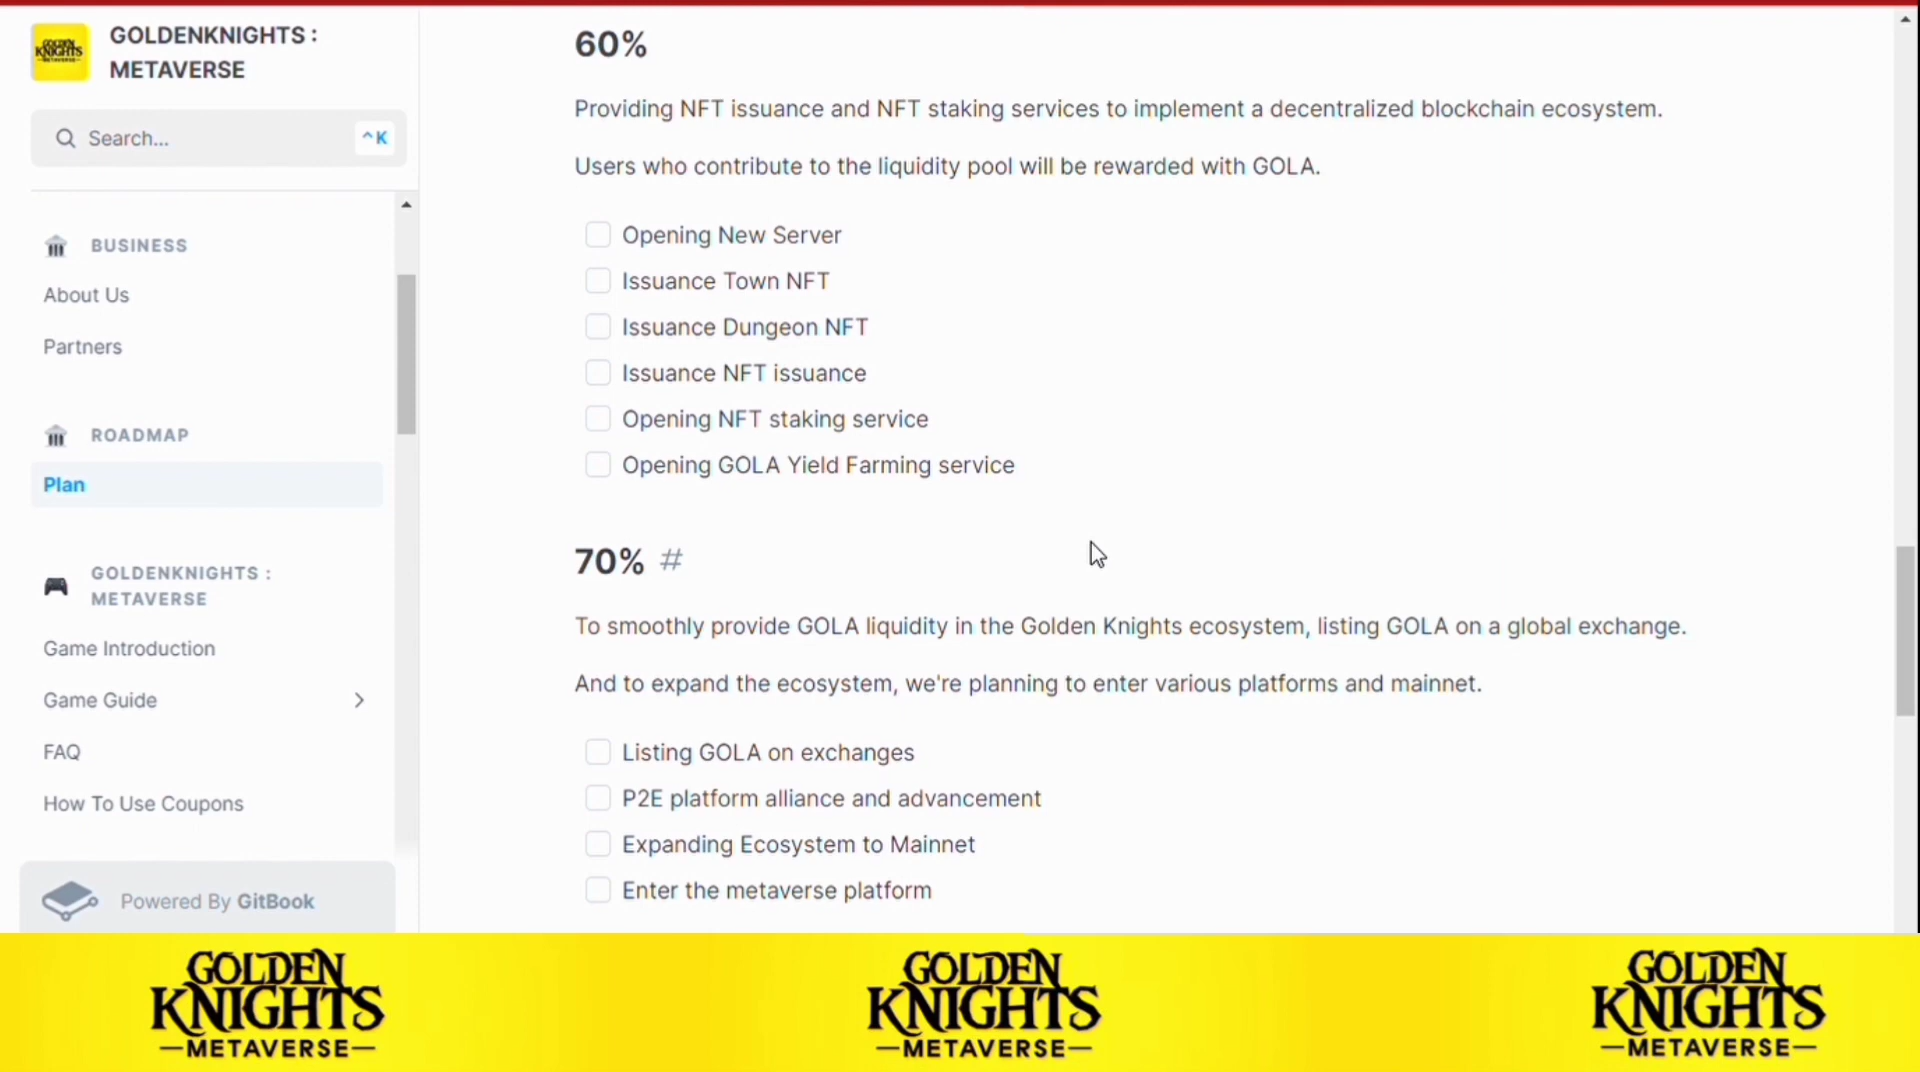 GOLDEN
KNIGHTS
METAVERSE
GOLDENKNIGHTS :
METAVERSE
Search...
^K
BUSINESS
About Us
Partners
ROADMAP
Plan
GOLDENKNIGHTS :
METAVERSE
Game Introduction
Game Guide
FAQ
How To Use Coupons
Powered By GitBook
60%
Providing NFT issuance and NFT staking services to implement a decentralized blockchain ecosystem.
Users who contribute to the liquidity pool will be rewarded with GOLA.
Opening New Server
Issuance Town NFT
Issuance Dungeon NFT
Issuance NFT issuance
Opening NFT staking service
Opening GOLA Yield Farming service
70% #
To smoothly provide GOLA liquidity in the Golden Knights ecosystem, listing GOLA on a global exchange.
And to expand the ecosystem, we're planning to enter various platforms and mainnet.
Listing GOLA on exchanges
P2E platform alliance and advancement
Expanding Ecosystem to Mainnet
Enter the metaverse platform
GOLDEN
KNIGHTS
—METAVERSE—
GOLDEN
KNIGHTS
—METAVERSE—
GOLDEN
KNIGHTS
—METAVERSE—